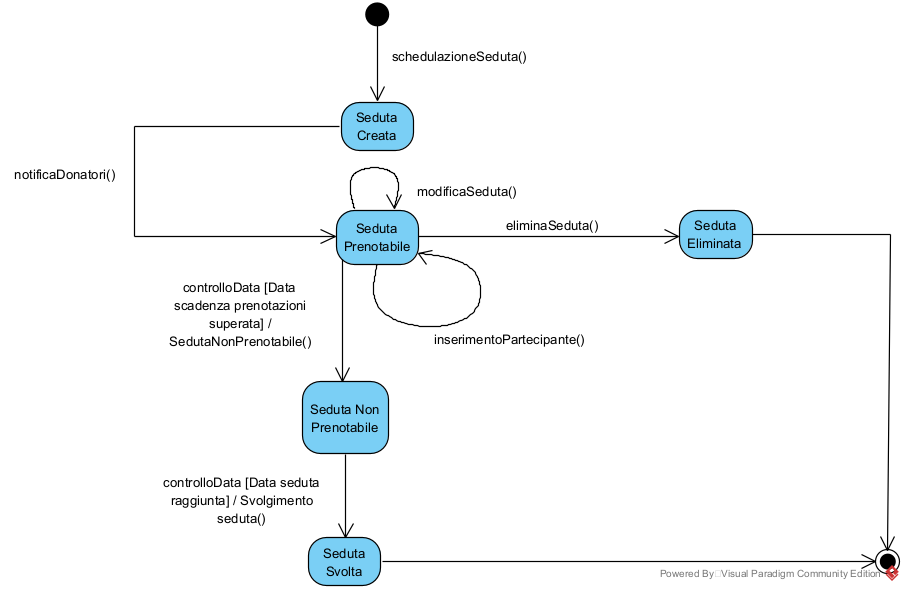 schedulazioneSeduta()
Seduta
Creata
notificaDonatori()
modificaSeduta()
Seduta
Prenotabile
eliminaSeduta()
Seduta
Eliminata
controlloData [Data
scadenza prenotazioni
superata] /
SedutaNonPrenotabile()
inserimentoPartecipante()
Seduta Non
Prenotabile
controlloData [Data seduta
raggiunta] / Svolgimento
seduta()
Seduta
Svolta
Powered By Visual Paradigm Community Edition